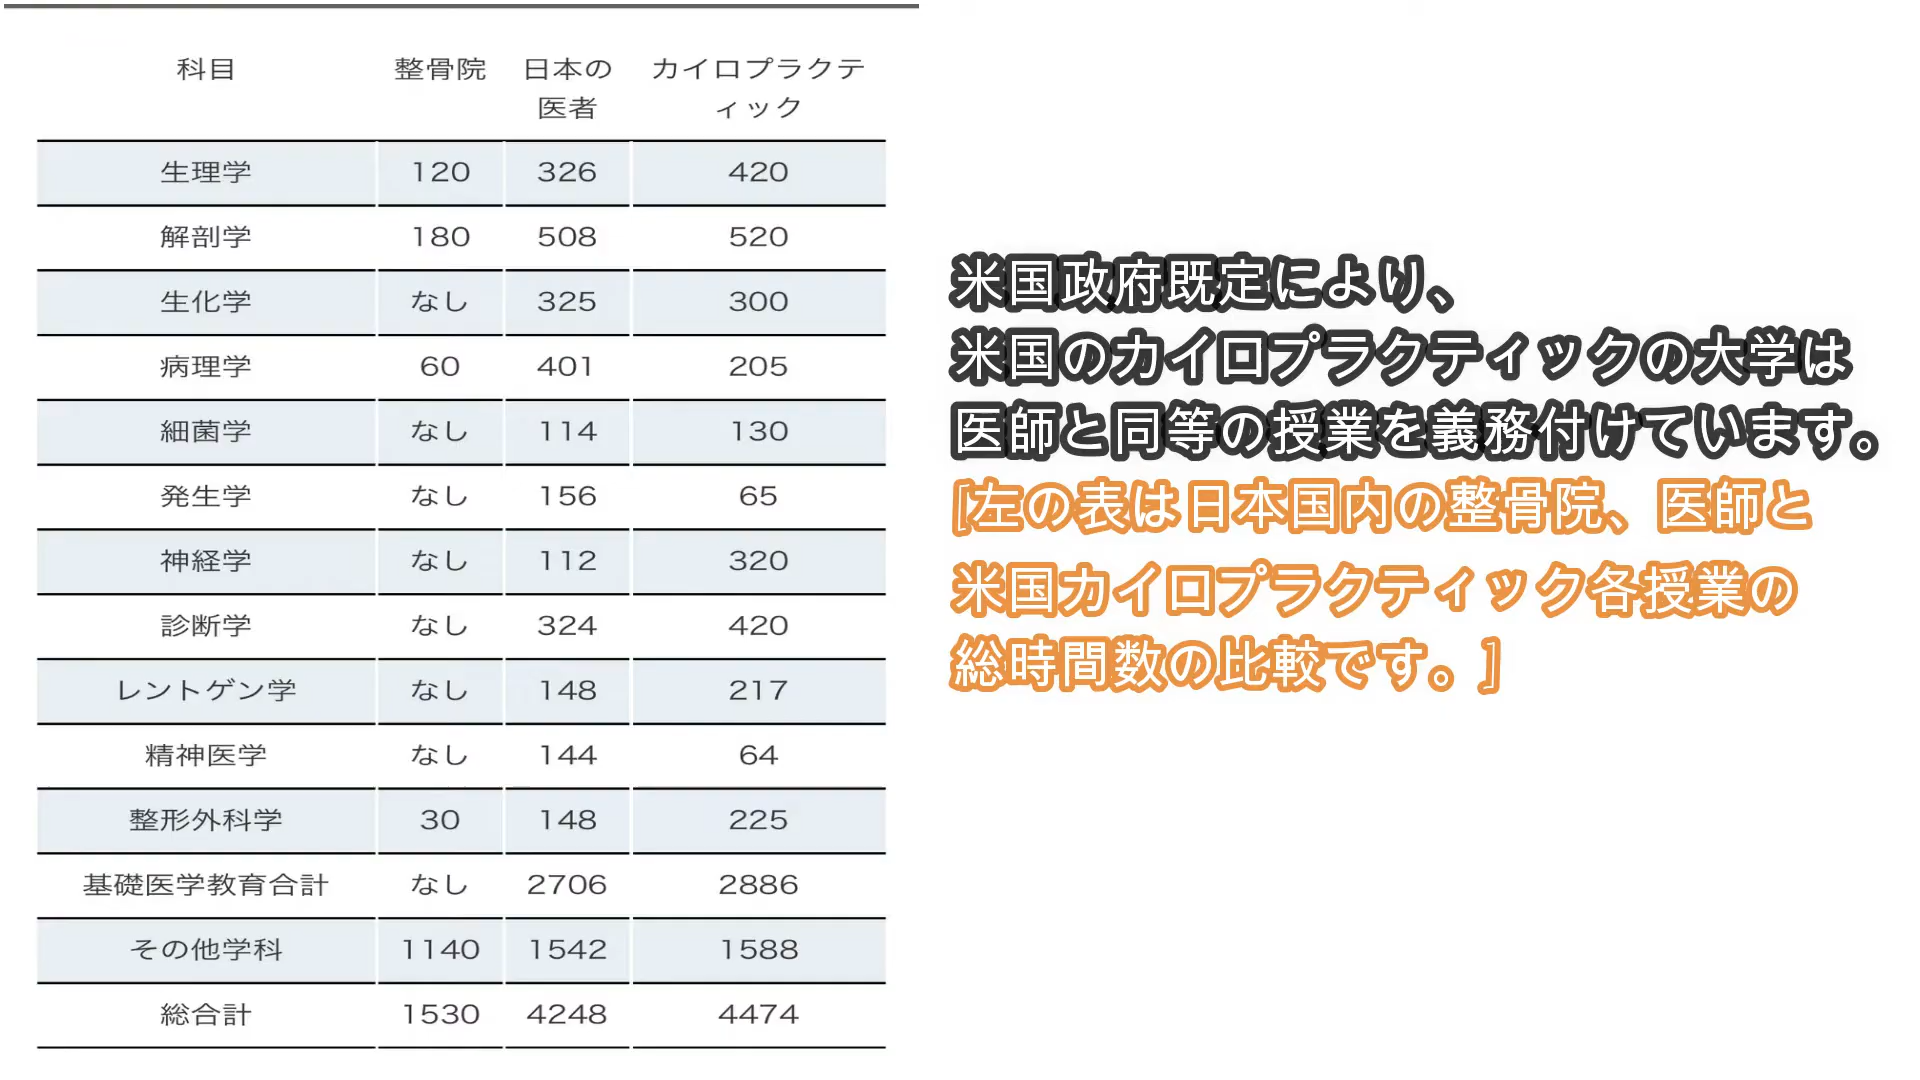 科目 整骨院 日本の カイロプラクテ
医者 ィック
生理学 120 326 420
解剖学 180 508 520
生化学 なし 325 300
病理学 60 401 205
細菌学 なし 114 130
発生学 なし 156 65
神経学 なし 112 320
診断学 なし 324 420
レントゲン学 なし 148 217
精神医学 なし 144 64
整形外科学 30 148 225
基礎医学教育合計 なし 2706 2886
その他学科 1140 1542 1588
総合計 1530 4248 4474
米国政府既定により、
米国のカイロプラクティックの大学は
医師と同等の授業を義務付けています。
[左の表は日本国内の整骨院、医師と
米国カイロプラクティック各授業の
総時間数の比較です。]